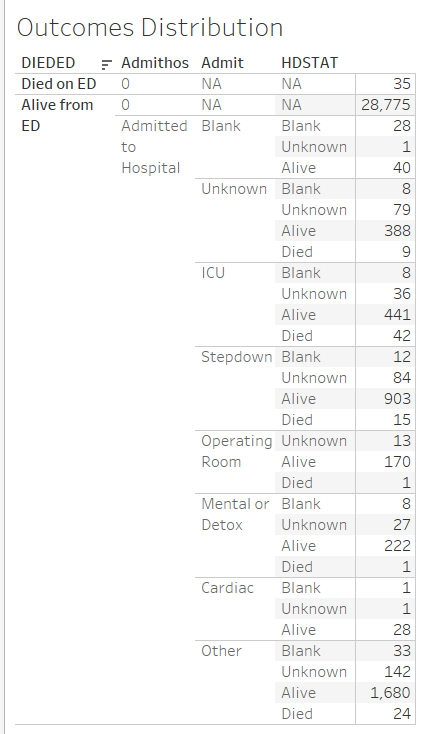 Outcomes Distribution
DIEDED Admithos Admit HDSTAT
Died on ED 0 NA NA 35
Alive from 0 NA NA 28,775
ED Admitted Blank Blank 28
to Unknown 1
Hospital Alive 40
Unknown Blank 8
Unknown 79
Alive 388
Died 9
ICU Blank 8
Unknown 36
Alive 441
Died 42
Stepdown Blank 12
Unknown 84
Alive 903
Died 15
Operating Unknown 13
Room Alive 170
Died 1
Mental or Blank 8
Detox Unknown 27
Alive 222
Died 1
Cardiac Blank 1
Unknown 1
Alive 28
Other Blank 33
Unknown 142
Alive 1,680
Died 24